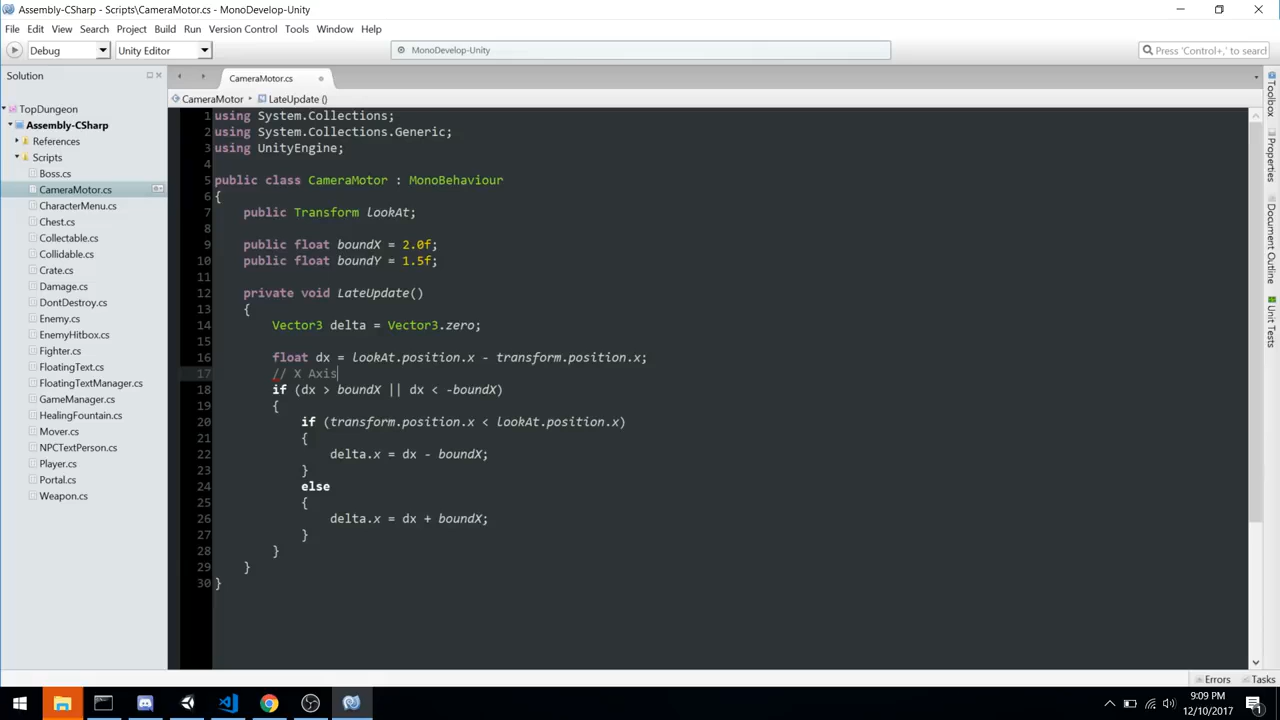 Assembly-CSharp - Scripts\CameraMotor.cs - MonoDevelop-Unity
File Edit View Search Project Build Run Version Control Tools Window Help
Debug Unity Editor MonoDevelop-Unity Press 'Control+,' to search
Solution
CameraMotor.cs
CameraMotor LateUpdate ()
TopDungeon
Assembly-CSharp
References
Scripts
Boss.cs
CameraMotor.cs
CharacterMenu.cs
Chest.cs
Collectable.cs
Collidable.cs
Crate.cs
Damage.cs
DontDestroy.cs
Enemy.cs
EnemyHitbox.cs
Fighter.cs
FloatingText.cs
FloatingTextManager.cs
GameManager.cs
HealingFountain.cs
Mover.cs
NPCTextPerson.cs
Player.cs
Portal.cs
Weapon.cs
1 using System.Collections;
2 using System.Collections.Generic;
3 using UnityEngine;
4
5 public class CameraMotor : MonoBehaviour
6 {
7 public Transform lookAt;
8
9 public float boundX = 2.0f;
10 public float boundY = 1.5f;
11
12 private void LateUpdate()
13 {
14 Vector3 delta = Vector3.zero;
15
16 float dx = lookAt.position.x - transform.position.x;
17 // X Axis
18 if (dx > boundX || dx < -boundX)
19 {
20 if (transform.position.x < lookAt.position.x)
21 {
22 delta.x = dx - boundX;
23 }
24 else
25 {
26 delta.x = dx + boundX;
27 }
28 }
29 }
30 }
Toolbox
Properties
Document Outline
Unit Tests
Errors Tasks
9:09 PM
12/10/2017
1